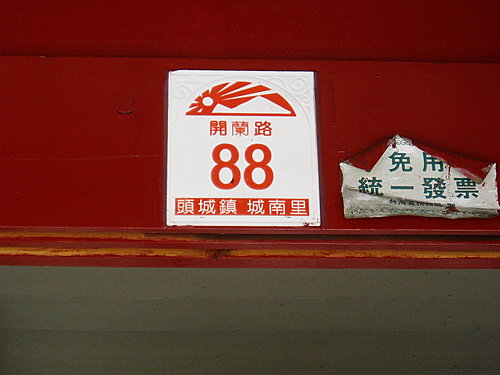 開蘭路
88
頭城鎮 城南里
免用
統一發票